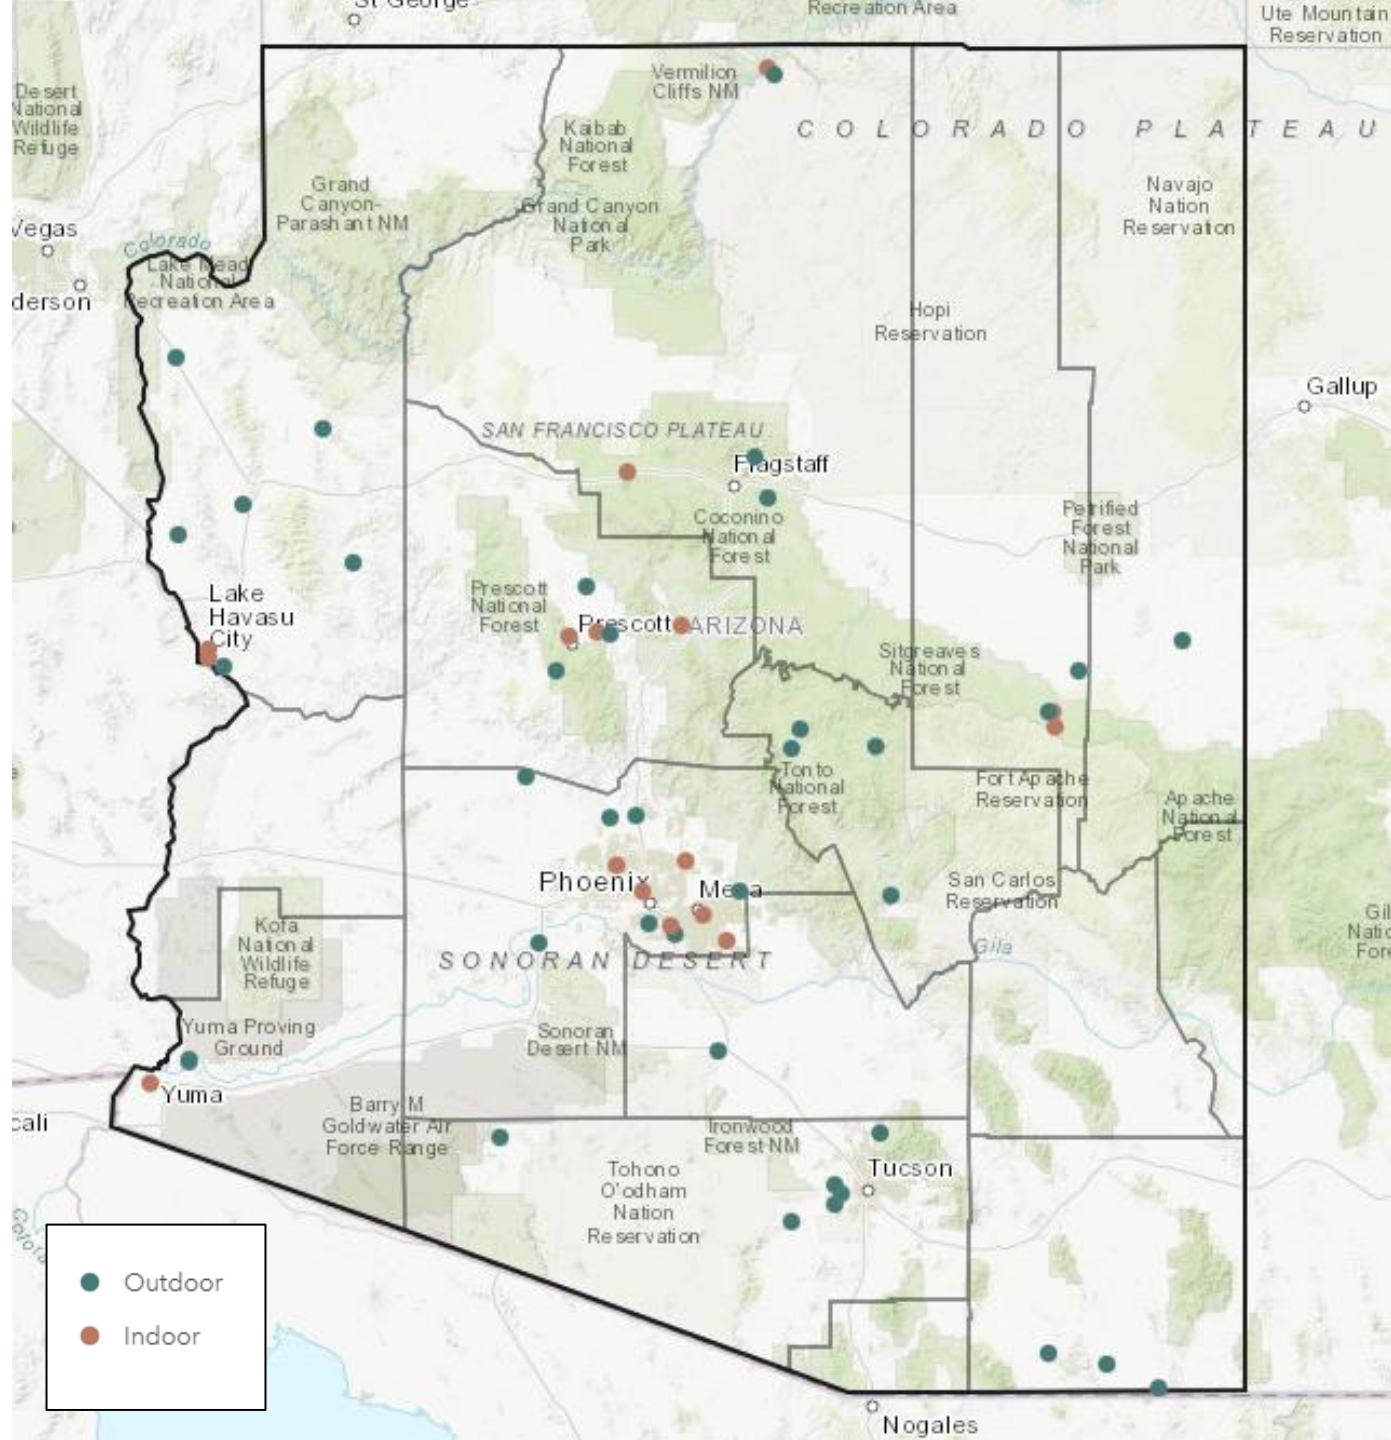 St George
Recreation Area
Ute Mountain
Reservation
Desert
National
Wildlife
Refuge
Vermilion
Cliffs NM
COLORADO PLATEAU
Kaibab
National
Forest
Grand
Canyon-
Parashant NM
Grand Canyon
National
Park
Navajo
Nation
Reservation
Vegas
Colorado
Lake Mead
National
Recreation Area
derson
Hopi
Reservation
Gallup
SAN FRANCISCO PLATEAU
Flagstaff
Coconino
National
Forest
Petrified
Forest
National
Park
Lake
Havasu
City
Prescott
National
Forest
Prescott
ARIZONA
Sitgreaves
National
Forest
Tonto
National
Forest
Fort Apache
Reservation
Apache
National
Forest
Phoenix
Mesa
San Carlos
Reservation
Kofa
National
Wildlife
Refuge
Gil
Natio
Fore
Gila
SONORAN DESERT
Yuma Proving
Ground
Sonoran
Desert NM
Yuma
cali
Barry M
Goldwater Air
Force Range
Ironwood
Forest NM
Tohono
O'odham
Nation
Reservation
Tucson
Outdoor
Indoor
Nogales